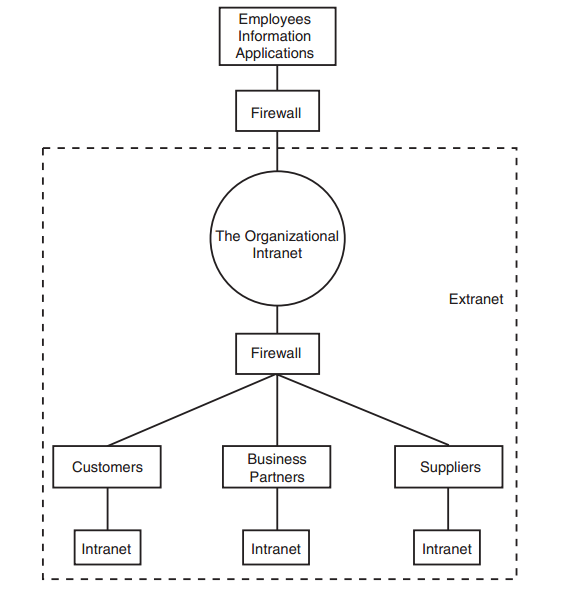 Employees
Information
Applications
Firewall
The Organizational
Intranet
Extranet
Firewall
Customers
Business
Partners
Suppliers
Intranet
Intranet
Intranet